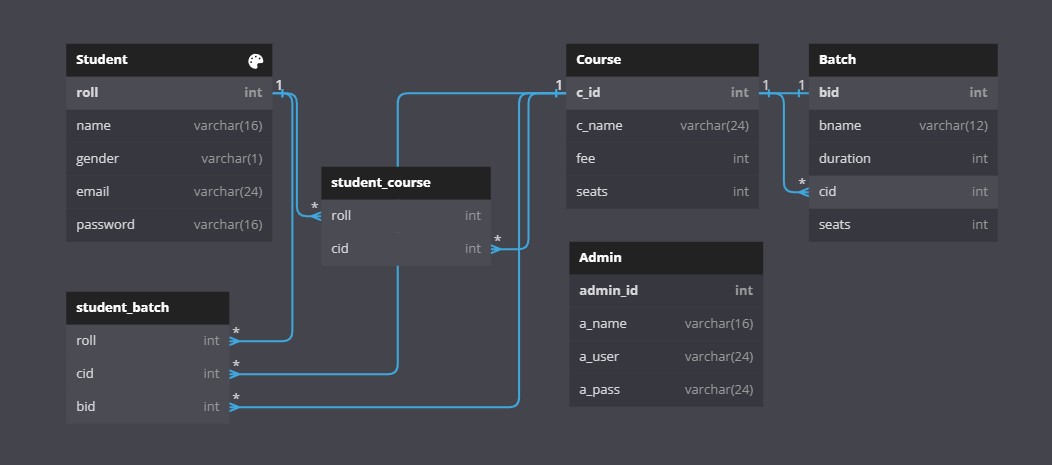 Student
roll int
name varchar(16)
gender varchar(1)
email varchar(24)
password varchar(16)
1
student_course
roll int
cid int
*
*
student_batch
roll int
cid int
bid int
*
*
*
Course
c_id int
c_name varchar(24)
fee int
seats int
1
1
Batch
bid int
bname varchar(12)
duration int
cid int
seats int
1
*
Admin
admin_id int
a_name varchar(16)
a_user varchar(24)
a_pass varchar(24)